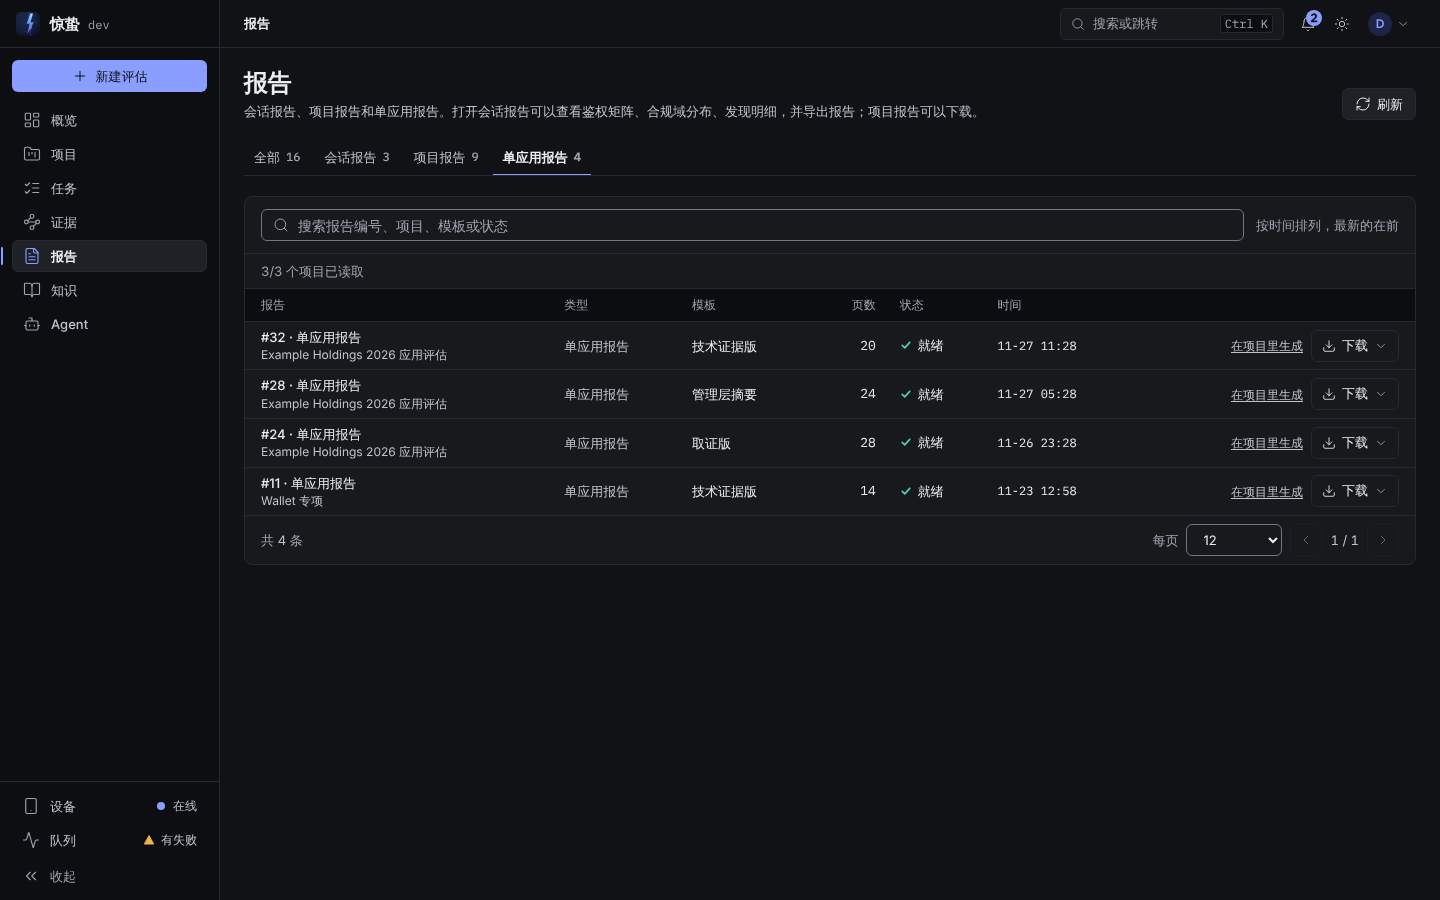 惊蛰 dev
报告
搜索或跳转 Ctrl K
2
D
新建评估
概览
项目
任务
证据
报告
知识
Agent
设备 在线
队列 有失败
收起
报告
会话报告、项目报告和单应用报告。打开会话报告可以查看鉴权矩阵、合规域分布、发现明细，并导出报告；项目报告可以下载。
刷新
全部 16 会话报告 3 项目报告 9 单应用报告 4
搜索报告编号、项目、模板或状态
按时间排列，最新的在前
3/3 个项目已读取
报告 类型 模板 页数 状态 时间
#32 · 单应用报告
Example Holdings 2026 应用评估
单应用报告 技术证据版 20 就绪 11-27 11:28 在项目里生成 下载
#28 · 单应用报告
Example Holdings 2026 应用评估
单应用报告 管理层摘要 24 就绪 11-27 05:28 在项目里生成 下载
#24 · 单应用报告
Example Holdings 2026 应用评估
单应用报告 取证版 28 就绪 11-26 23:28 在项目里生成 下载
#11 · 单应用报告
Wallet 专项
单应用报告 技术证据版 14 就绪 11-23 12:58 在项目里生成 下载
共 4 条
每页 12 1 / 1